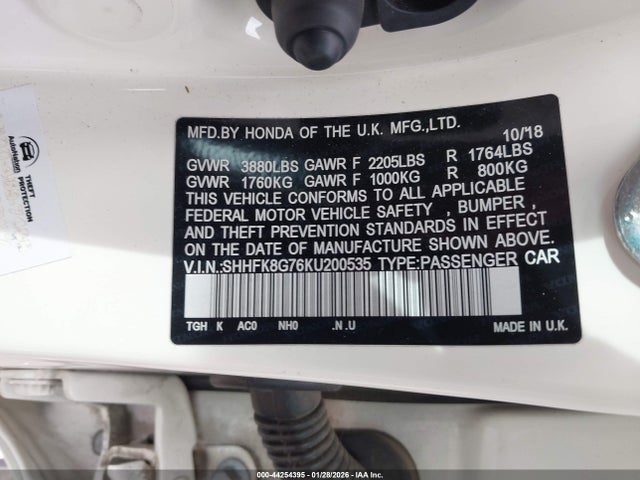 MFD.BY HONDA OF THE U.K. MFG.,LTD. 10/18
GVWR 3880LBS GAWR F 2205LBS R 1764LBS
GVWR 1760KG GAWR F 1000KG R 800KG
THIS VEHICLE CONFORMS TO ALL APPLICABLE
FEDERAL MOTOR VEHICLE SAFETY , BUMPER ,
AND THEFT PREVENTION STANDARDS IN EFFECT
ON THE DATE OF MANUFACTURE SHOWN ABOVE.
V.I.N.:SHHFK8G76KU200535 TYPE:PASSENGER CAR
TGH K AC0 NH0 .N.U MADE IN U.K.
AutoNation
THEFT
PROTECTION
000-44254395 - 01/28/2026 - IAA Inc.